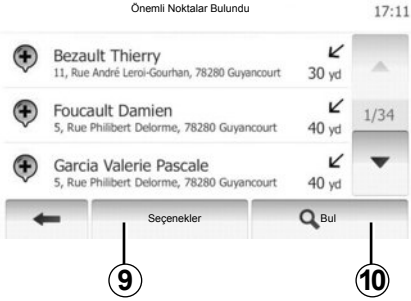 Önemli Noktalar Bulundu 17:11
Bezault Thierry
11, Rue André Leroi-Gourhan, 78280 Guyancourt 30 yd
Foucault Damien
5, Rue Philibert Delorme, 78280 Guyancourt 40 yd
1/34
Garcia Valerie Pascale
5, Rue Philibert Delorme, 78280 Guyancourt 40 yd
Seçenekler Bul
9 10